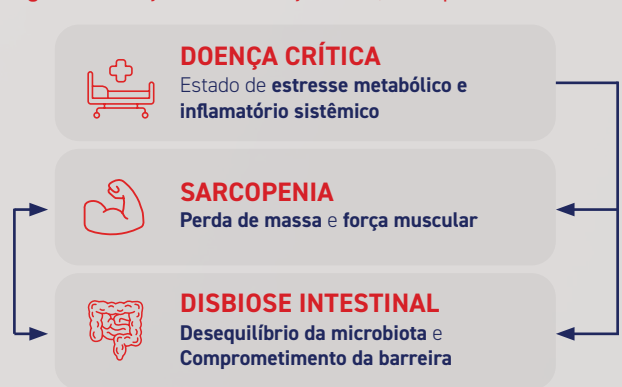 DOENÇA CRÍTICA
Estado de estresse metabólico e
inflamatório sistêmico
SARCOPENIA
Perda de massa e força muscular
DISBIOSE INTESTINAL
Desequilíbrio da microbiota e
Comprometimento da barreira